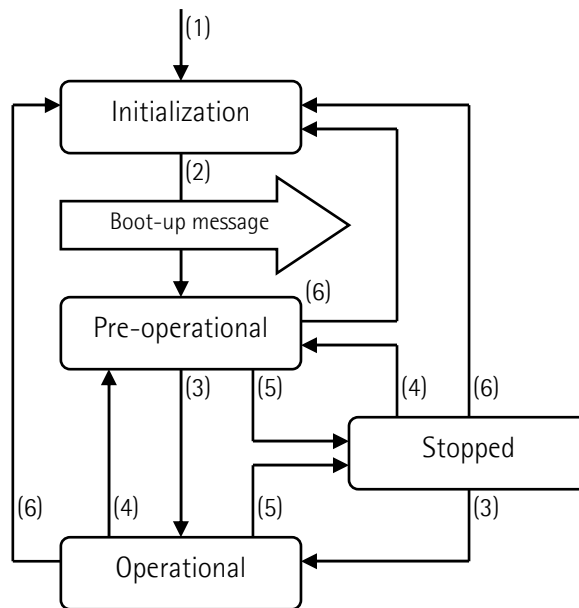 (1)
Initialization
(2)
Boot-up message
(6)
Pre-operational
(3)
(5)
(4)
(6)
Stopped
(6)
(4)
(5)
(3)
Operational